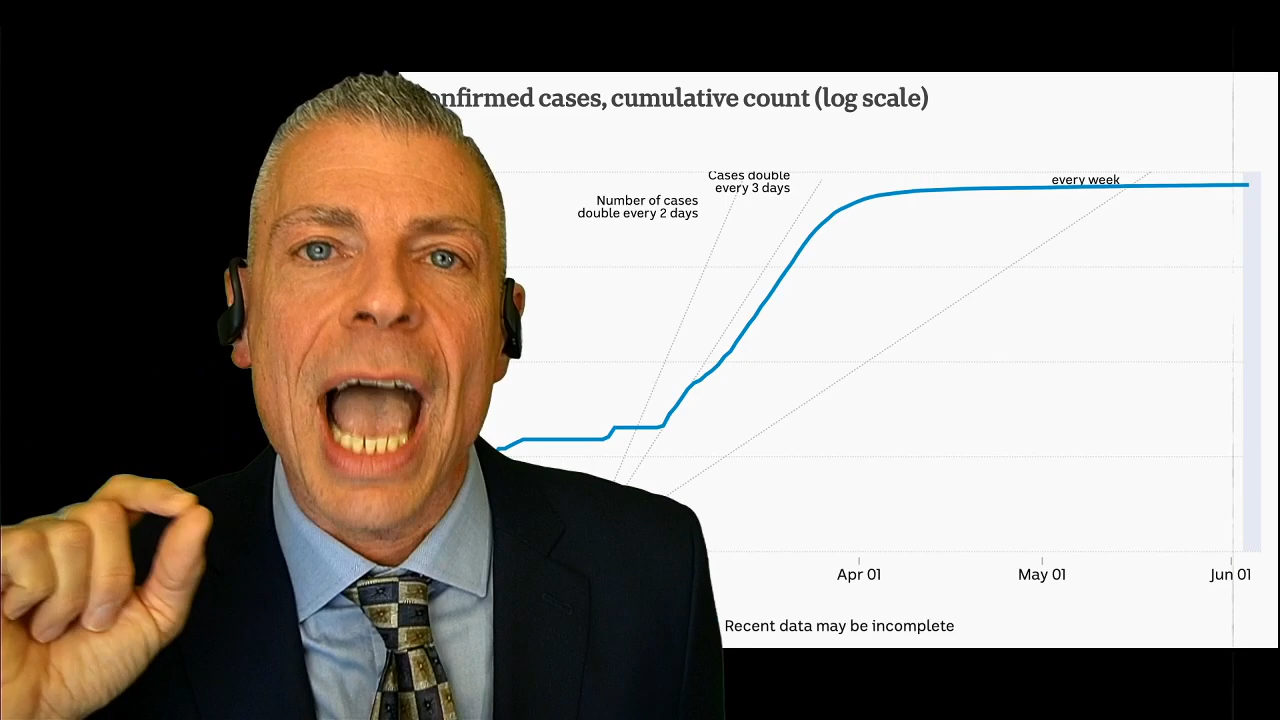 onfirmed cases, cumulative count (log scale)
Cases double
every 3 days
every week
Number of cases
double every 2 days
Apr 01
May 01
Jun 01
Recent data may be incomplete